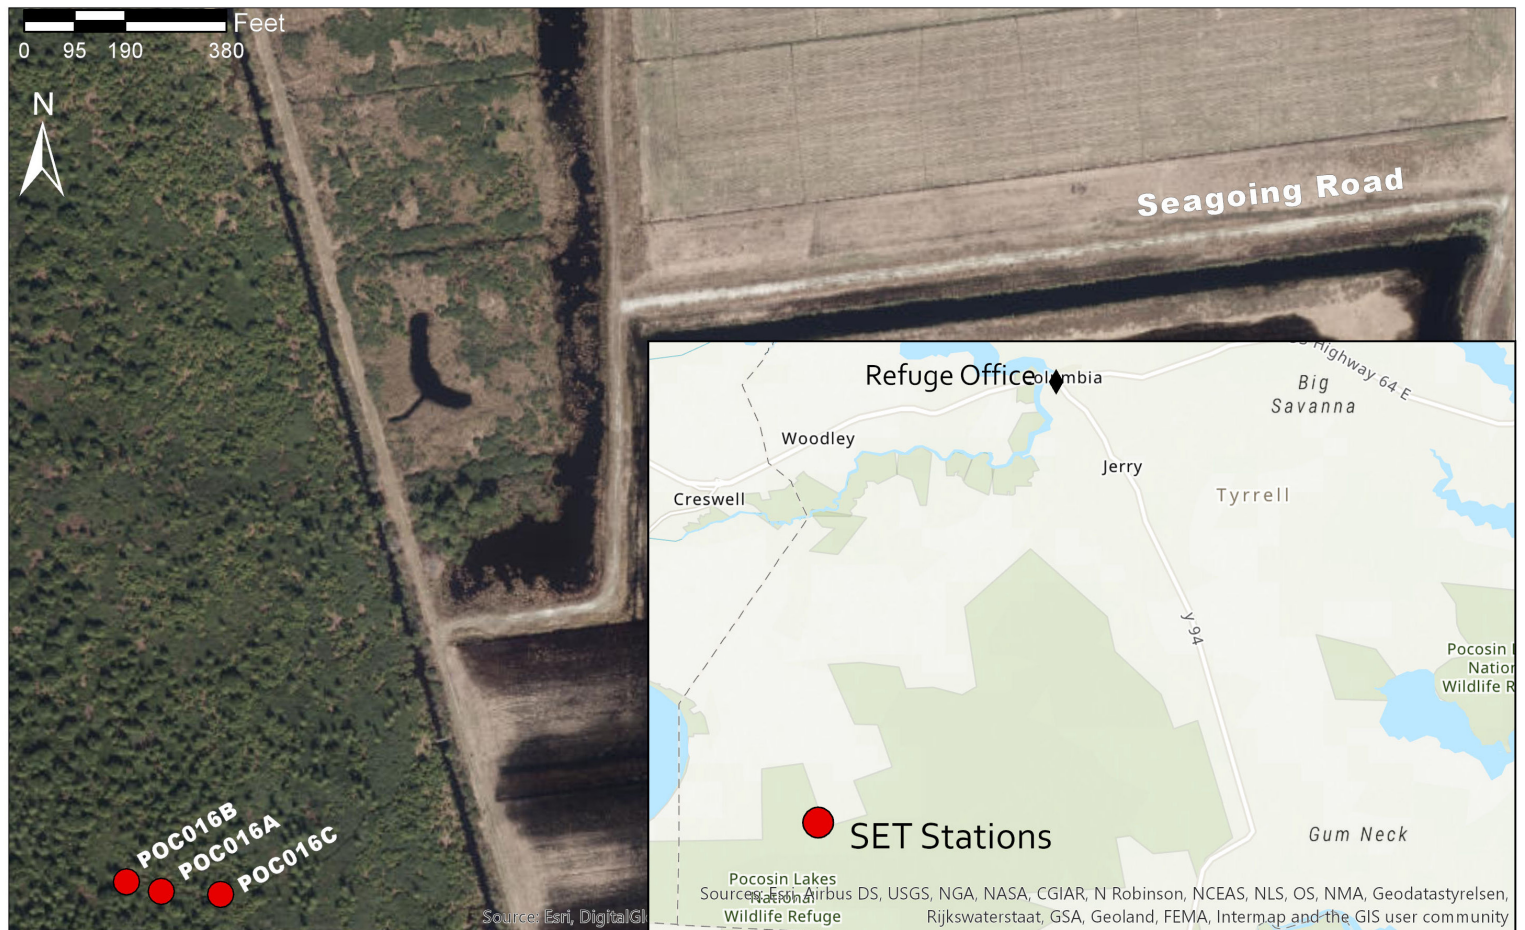 Feet
0 95 190 380
N
Seagoing Road
POC016B
POC016A
POC016C
Source: Esri, DigitalGl
Refuge Office
Highway 64 E
Big
Savanna
Woodley
Jerry
Creswell
Tyrrell
y 94
Pocosin
Wildlife R
SET Stations
Gum Neck
Pocosin Lakes
National
Wildlife Refuge
Sources: Esri, Airbus DS, USGS, NGA, NASA, CGIAR, N Robinson, NCEAS, NLS, OS, NMA, Geodatastyrelsen,
Rijkswaterstaat, GSA, Geoland, FEMA, Intermap and the GIS user community